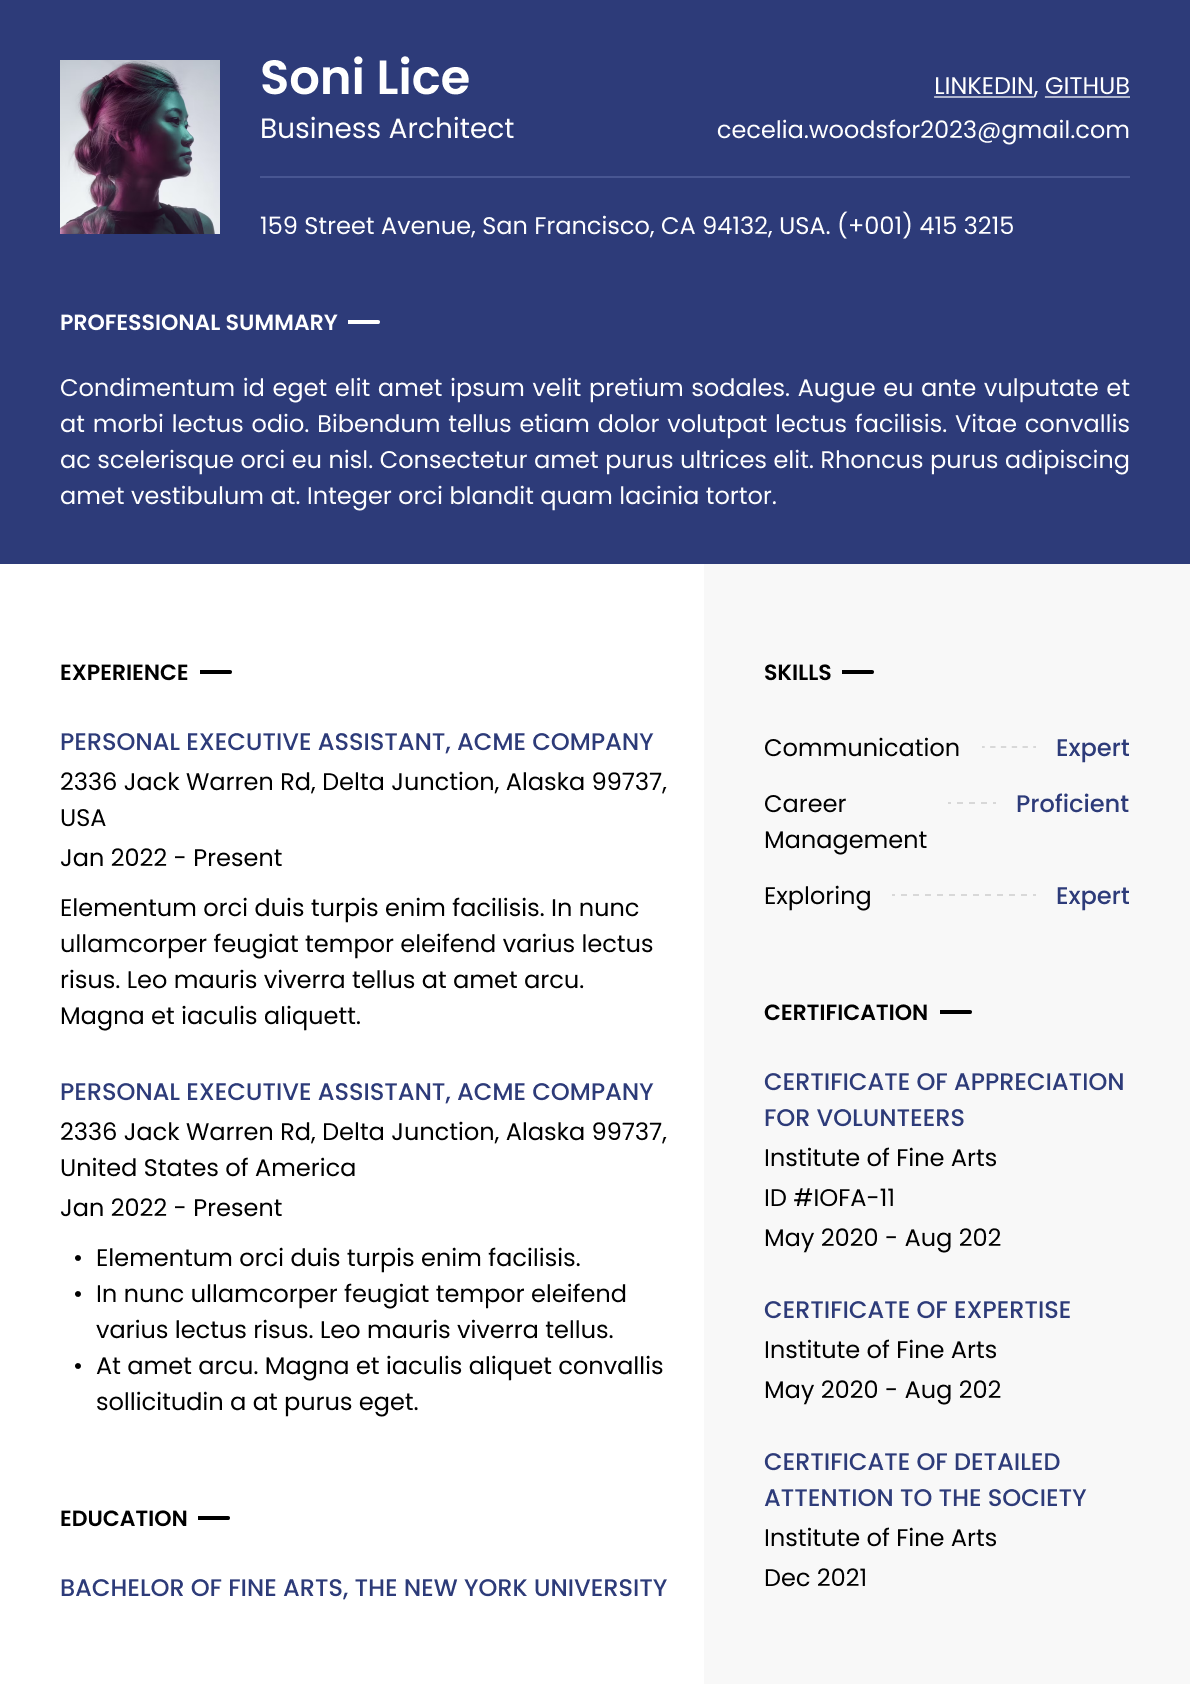 Soni Lice
Business Architect
LINKEDIN, GITHUB
cecelia.woodsfor2023@gmail.com
159 Street Avenue, San Francisco, CA 94132, USA. (+001) 415 3215
PROFESSIONAL SUMMARY
Condimentum id eget elit amet ipsum velit pretium sodales. Augue eu ante vulputate et
at morbi lectus odio. Bibendum tellus etiam dolor volutpat lectus facilisis. Vitae convallis
ac scelerisque orci eu nisl. Consectetur amet purus ultrices elit. Rhoncus purus adipiscing
amet vestibulum at. Integer orci blandit quam lacinia tortor.
EXPERIENCE
PERSONAL EXECUTIVE ASSISTANT, ACME COMPANY
2336 Jack Warren Rd, Delta Junction, Alaska 99737,
USA
Jan 2022 - Present
Elementum orci duis turpis enim facilisis. In nunc
ullamcorper feugiat tempor eleifend varius lectus
risus. Leo mauris viverra tellus at amet arcu.
Magna et iaculis aliquett.
PERSONAL EXECUTIVE ASSISTANT, ACME COMPANY
2336 Jack Warren Rd, Delta Junction, Alaska 99737,
United States of America
Jan 2022 - Present
• Elementum orci duis turpis enim facilisis.
• In nunc ullamcorper feugiat tempor eleifend
varius lectus risus. Leo mauris viverra tellus.
• At amet arcu. Magna et iaculis aliquet convallis
sollicitudin a at purus eget.
EDUCATION
BACHELOR OF FINE ARTS, THE NEW YORK UNIVERSITY
SKILLS
Communication Expert
Career Proficient
Management
Exploring Expert
CERTIFICATION
CERTIFICATE OF APPRECIATION
FOR VOLUNTEERS
Institute of Fine Arts
ID #IOFA-11
May 2020 - Aug 202
CERTIFICATE OF EXPERTISE
Institute of Fine Arts
May 2020 - Aug 202
CERTIFICATE OF DETAILED
ATTENTION TO THE SOCIETY
Institute of Fine Arts
Dec 2021